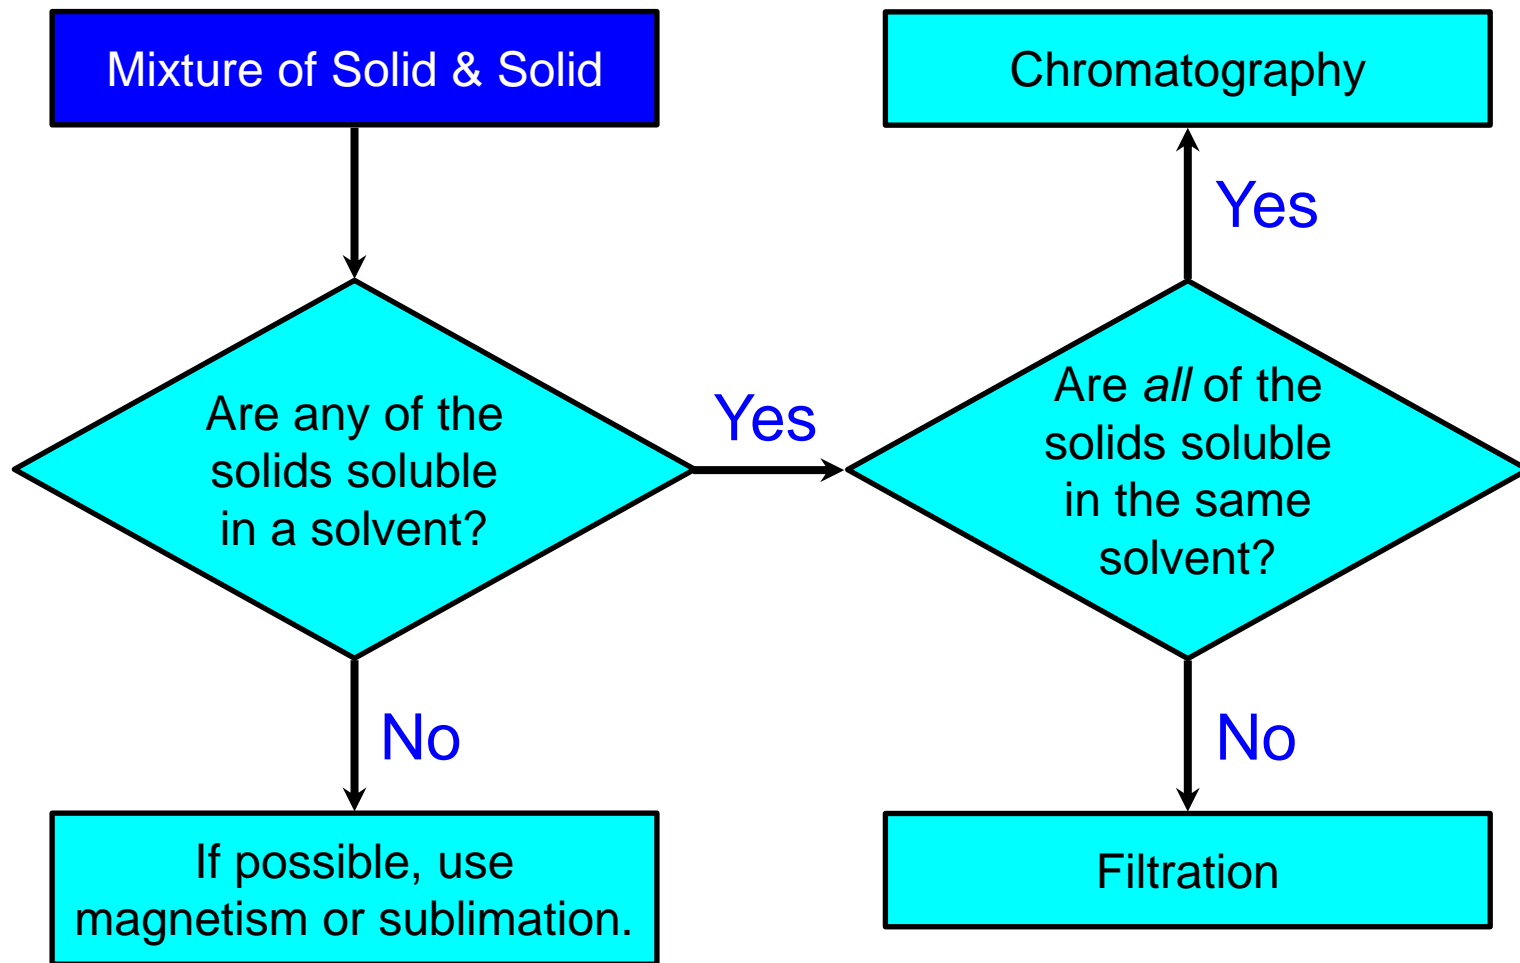 Mixture of Solid & Solid
Are any of the
solids soluble
in a solvent?
No
If possible, use
magnetism or sublimation.
Yes
Are all of the
solids soluble
in the same
solvent?
Yes
Chromatography
No
Filtration